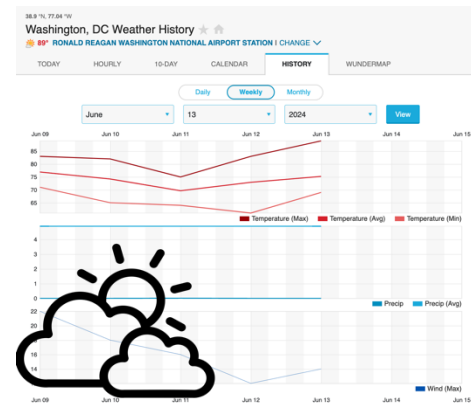 38.9 °N, 77.04 °W
Washington, DC Weather History
89° RONALD REAGAN WASHINGTON NATIONAL AIRPORT STATION | CHANGE
TODAY HOURLY 10-DAY CALENDAR HISTORY WUNDERMAP
Daily Weekly Monthly
June 13 2024 View
Jun 09 Jun 10 Jun 11 Jun 12 Jun 13 Jun 14 Jun 15
85
80
75
70
65
Temperature (Max) Temperature (Avg) Temperature (Min)
4
3
2
1
0
Precip Precip (Avg)
22
20
18
14
Wind (Max)
Jun 09 Jun 10 Jun 11 Jun 12 Jun 13 Jun 14 Jun 15